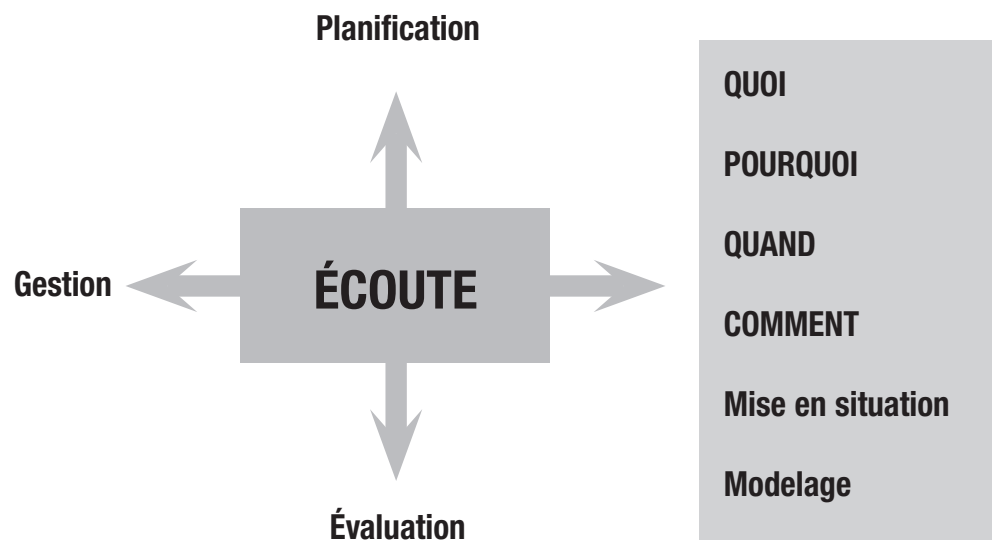 Planification
Gestion
ÉCOUTE
Évaluation
QUOI
POURQUOI
QUAND
COMMENT
Mise en situation
Modelage